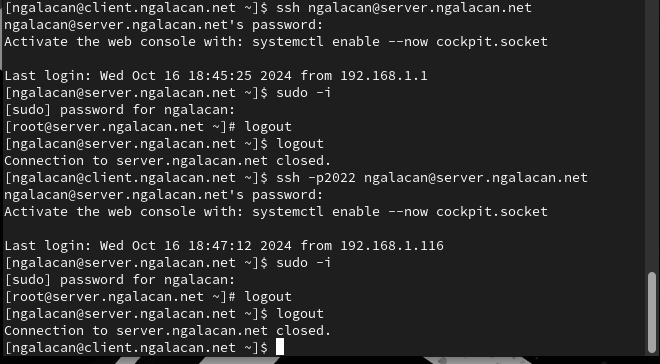 [ngalacan@client.ngalacan.net ~]$ ssh ngalacan@server.ngalacan.net
ngalacan@server.ngalacan.net's password:
Activate the web console with: systemctl enable --now cockpit.socket
Last login: Wed Oct 16 18:45:25 2024 from 192.168.1.1
[ngalacan@server.ngalacan.net ~]$ sudo -i
[sudo] password for ngalacan:
[root@server.ngalacan.net ~]# logout
[ngalacan@server.ngalacan.net ~]$ logout
Connection to server.ngalacan.net closed.
[ngalacan@client.ngalacan.net ~]$ ssh -p2022 ngalacan@server.ngalacan.net
ngalacan@server.ngalacan.net's password:
Activate the web console with: systemctl enable --now cockpit.socket
Last login: Wed Oct 16 18:47:12 2024 from 192.168.1.116
[ngalacan@server.ngalacan.net ~]$ sudo -i
[sudo] password for ngalacan:
[root@server.ngalacan.net ~]# logout
[ngalacan@server.ngalacan.net ~]$ logout
Connection to server.ngalacan.net closed.
[ngalacan@client.ngalacan.net ~]$